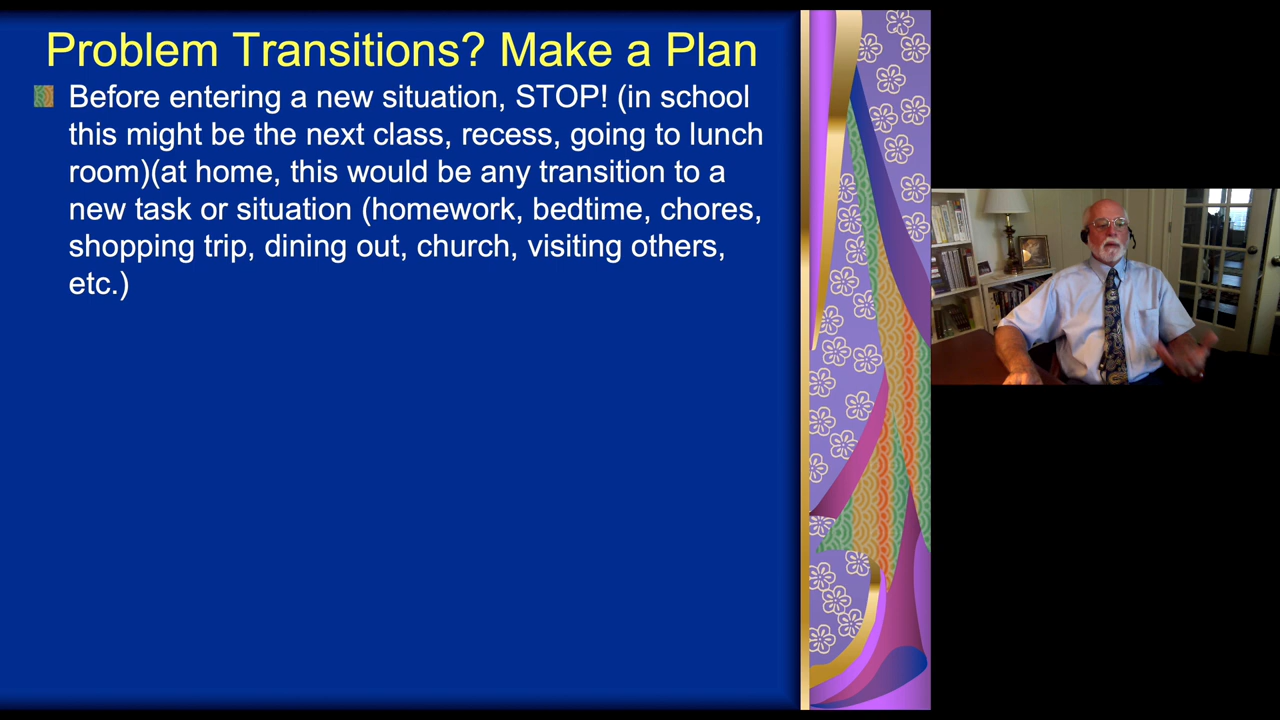 Problem Transitions? Make a Plan
Before entering a new situation, STOP! (in school
this might be the next class, recess, going to lunch
room)(at home, this would be any transition to a
new task or situation (homework, bedtime, chores,
shopping trip, dining out, church, visiting others,
etc.)